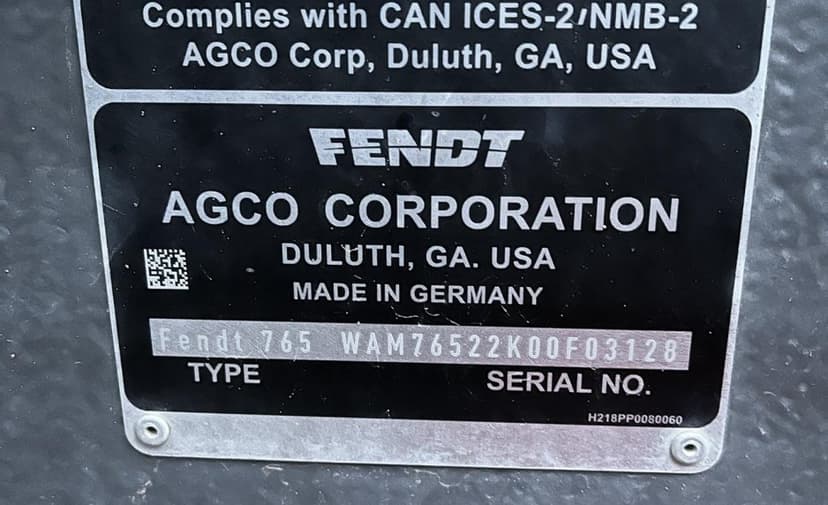 Complies with CAN ICES-2/NMB-2
AGCO Corp, Duluth, GA, USA
FENDT
AGCO CORPORATION
DULUTH, GA. USA
MADE IN GERMANY
Fendt 765 WAM76522K00F03128
TYPE SERIAL NO.
H218PP0080060